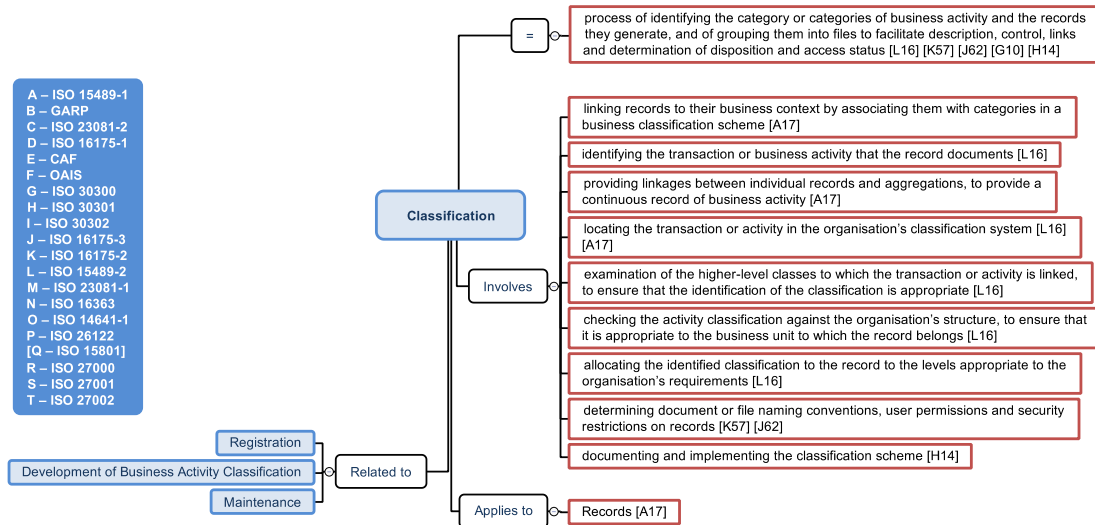 =
process of identifying the category or categories of business activity and the records
they generate, and of grouping them into files to facilitate description, control, links
and determination of disposition and access status [L16] [K57] [J62] [G10] [H14]
A – ISO 15489-1
B – GARP
C – ISO 23081-2
D – ISO 16175-1
E – CAF
F – OAIS
G – ISO 30300
H – ISO 30301
I – ISO 30302
J – ISO 16175-3
K – ISO 16175-2
L – ISO 15489-2
M – ISO 23081-1
N – ISO 16363
O – ISO 14641-1
P – ISO 26122
[Q – ISO 15801]
R – ISO 27000
S – ISO 27001
T – ISO 27002
Classification
Involves
linking records to their business context by associating them with categories in a
business classification scheme [A17]
identifying the transaction or business activity that the record documents [L16]
providing linkages between individual records and aggregations, to provide a
continuous record of business activity [A17]
locating the transaction or activity in the organisation's classification system [L16]
[A17]
examination of the higher-level classes to which the transaction or activity is linked,
to ensure that the identification of the classification is appropriate [L16]
checking the activity classification against the organisation's structure, to ensure that
it is appropriate to the business unit to which the record belongs [L16]
allocating the identified classification to the record to the levels appropriate to the
organisation's requirements [L16]
determining document or file naming conventions, user permissions and security
restrictions on records [K57] [J62]
documenting and implementing the classification scheme [H14]
Registration
Development of Business Activity Classification
Maintenance
Related to
Applies to
Records [A17]